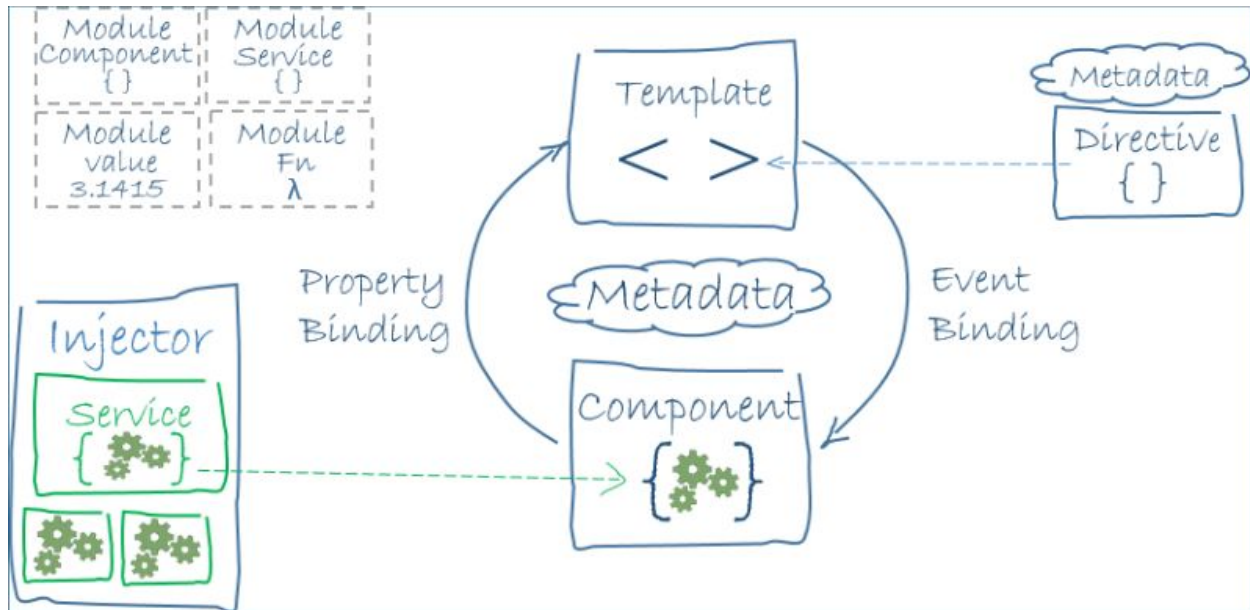 Module
Component
{ }
Module
Service
{ }
Module
value
3.1415
Module
Fn
λ
Template
< >
Metadata
Directive
{ }
Property
Binding
Metadata
Event
Binding
Injector
Service
{ }
Component
{ }